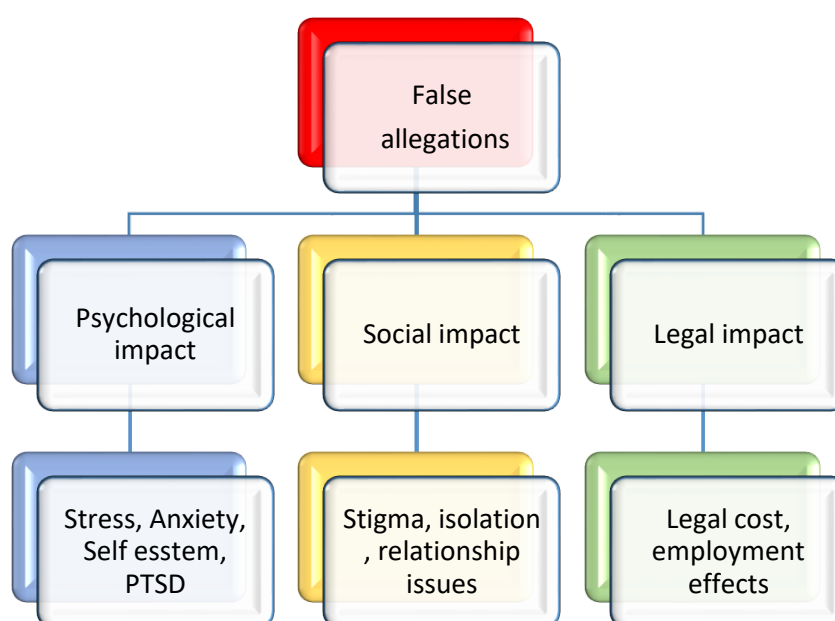 False
allegations
Psychological
impact
Social impact
Legal impact
Stress, Anxiety,
Self esstem,
PTSD
Stigma, isolation
, relationship
issues
Legal cost,
employment
effects